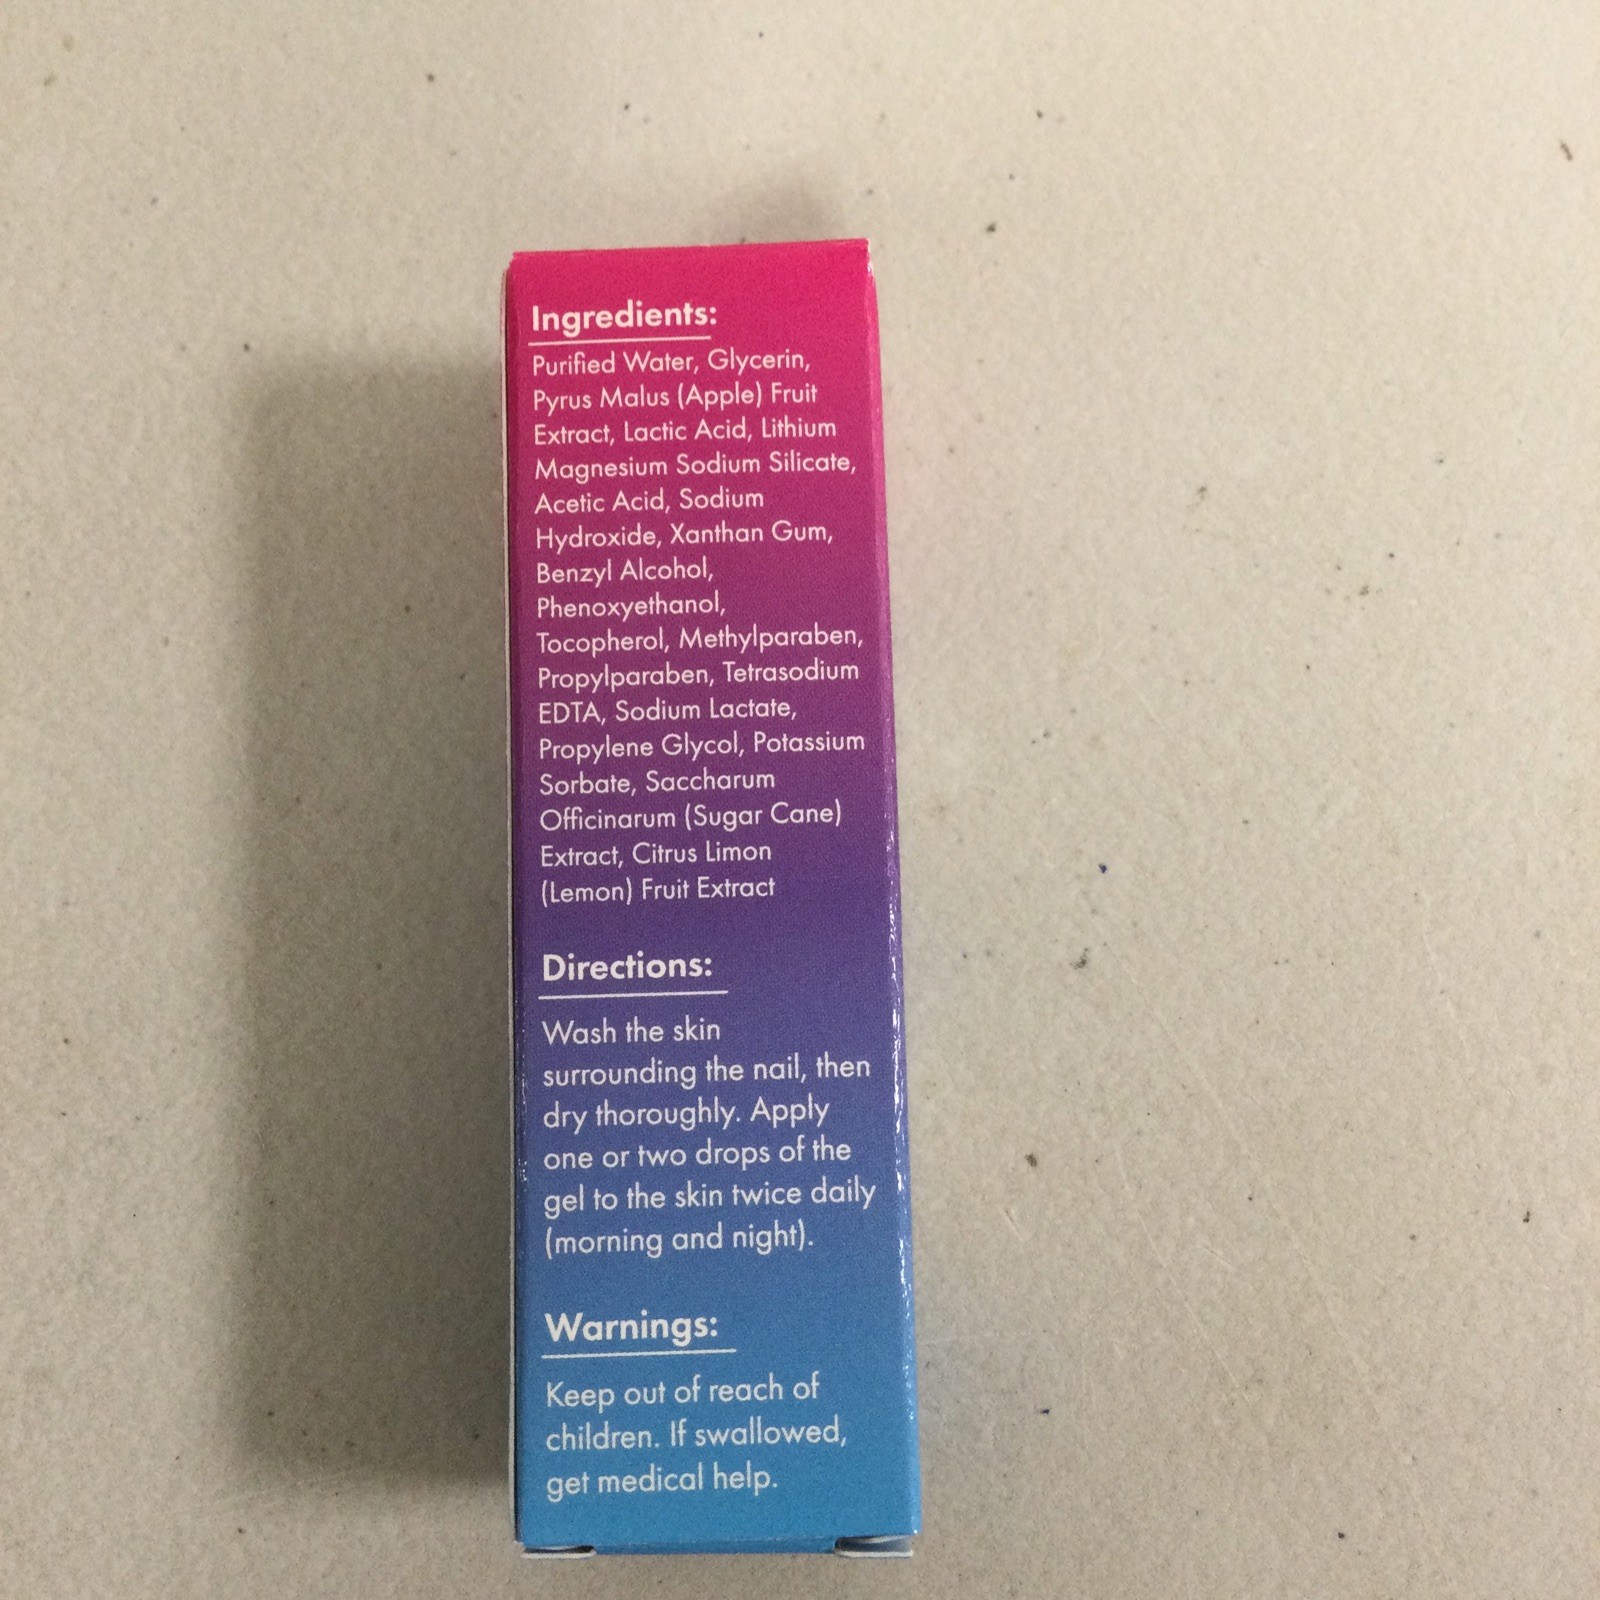 Ingredients:
Purified Water, Glycerin,
Pyrus Malus (Apple) Fruit
Extract, Lactic Acid, Lithium
Magnesium Sodium Silicate,
Acetic Acid, Sodium
Hydroxide, Xanthan Gum,
Benzyl Alcohol,
Phenoxyethanol,
Tocopherol, Methylparaben,
Propylparaben, Tetrasodium
EDTA, Sodium Lactate,
Propylene Glycol, Potassium
Sorbate, Saccharum
Officinarum (Sugar Cane)
Extract, Citrus Limon
(Lemon) Fruit Extract
Directions:
Wash the skin
surrounding the nail, then
dry thoroughly. Apply
one or two drops of the
gel to the skin twice daily
(morning and night).
Warnings:
Keep out of reach of
children. If swallowed,
get medical help.